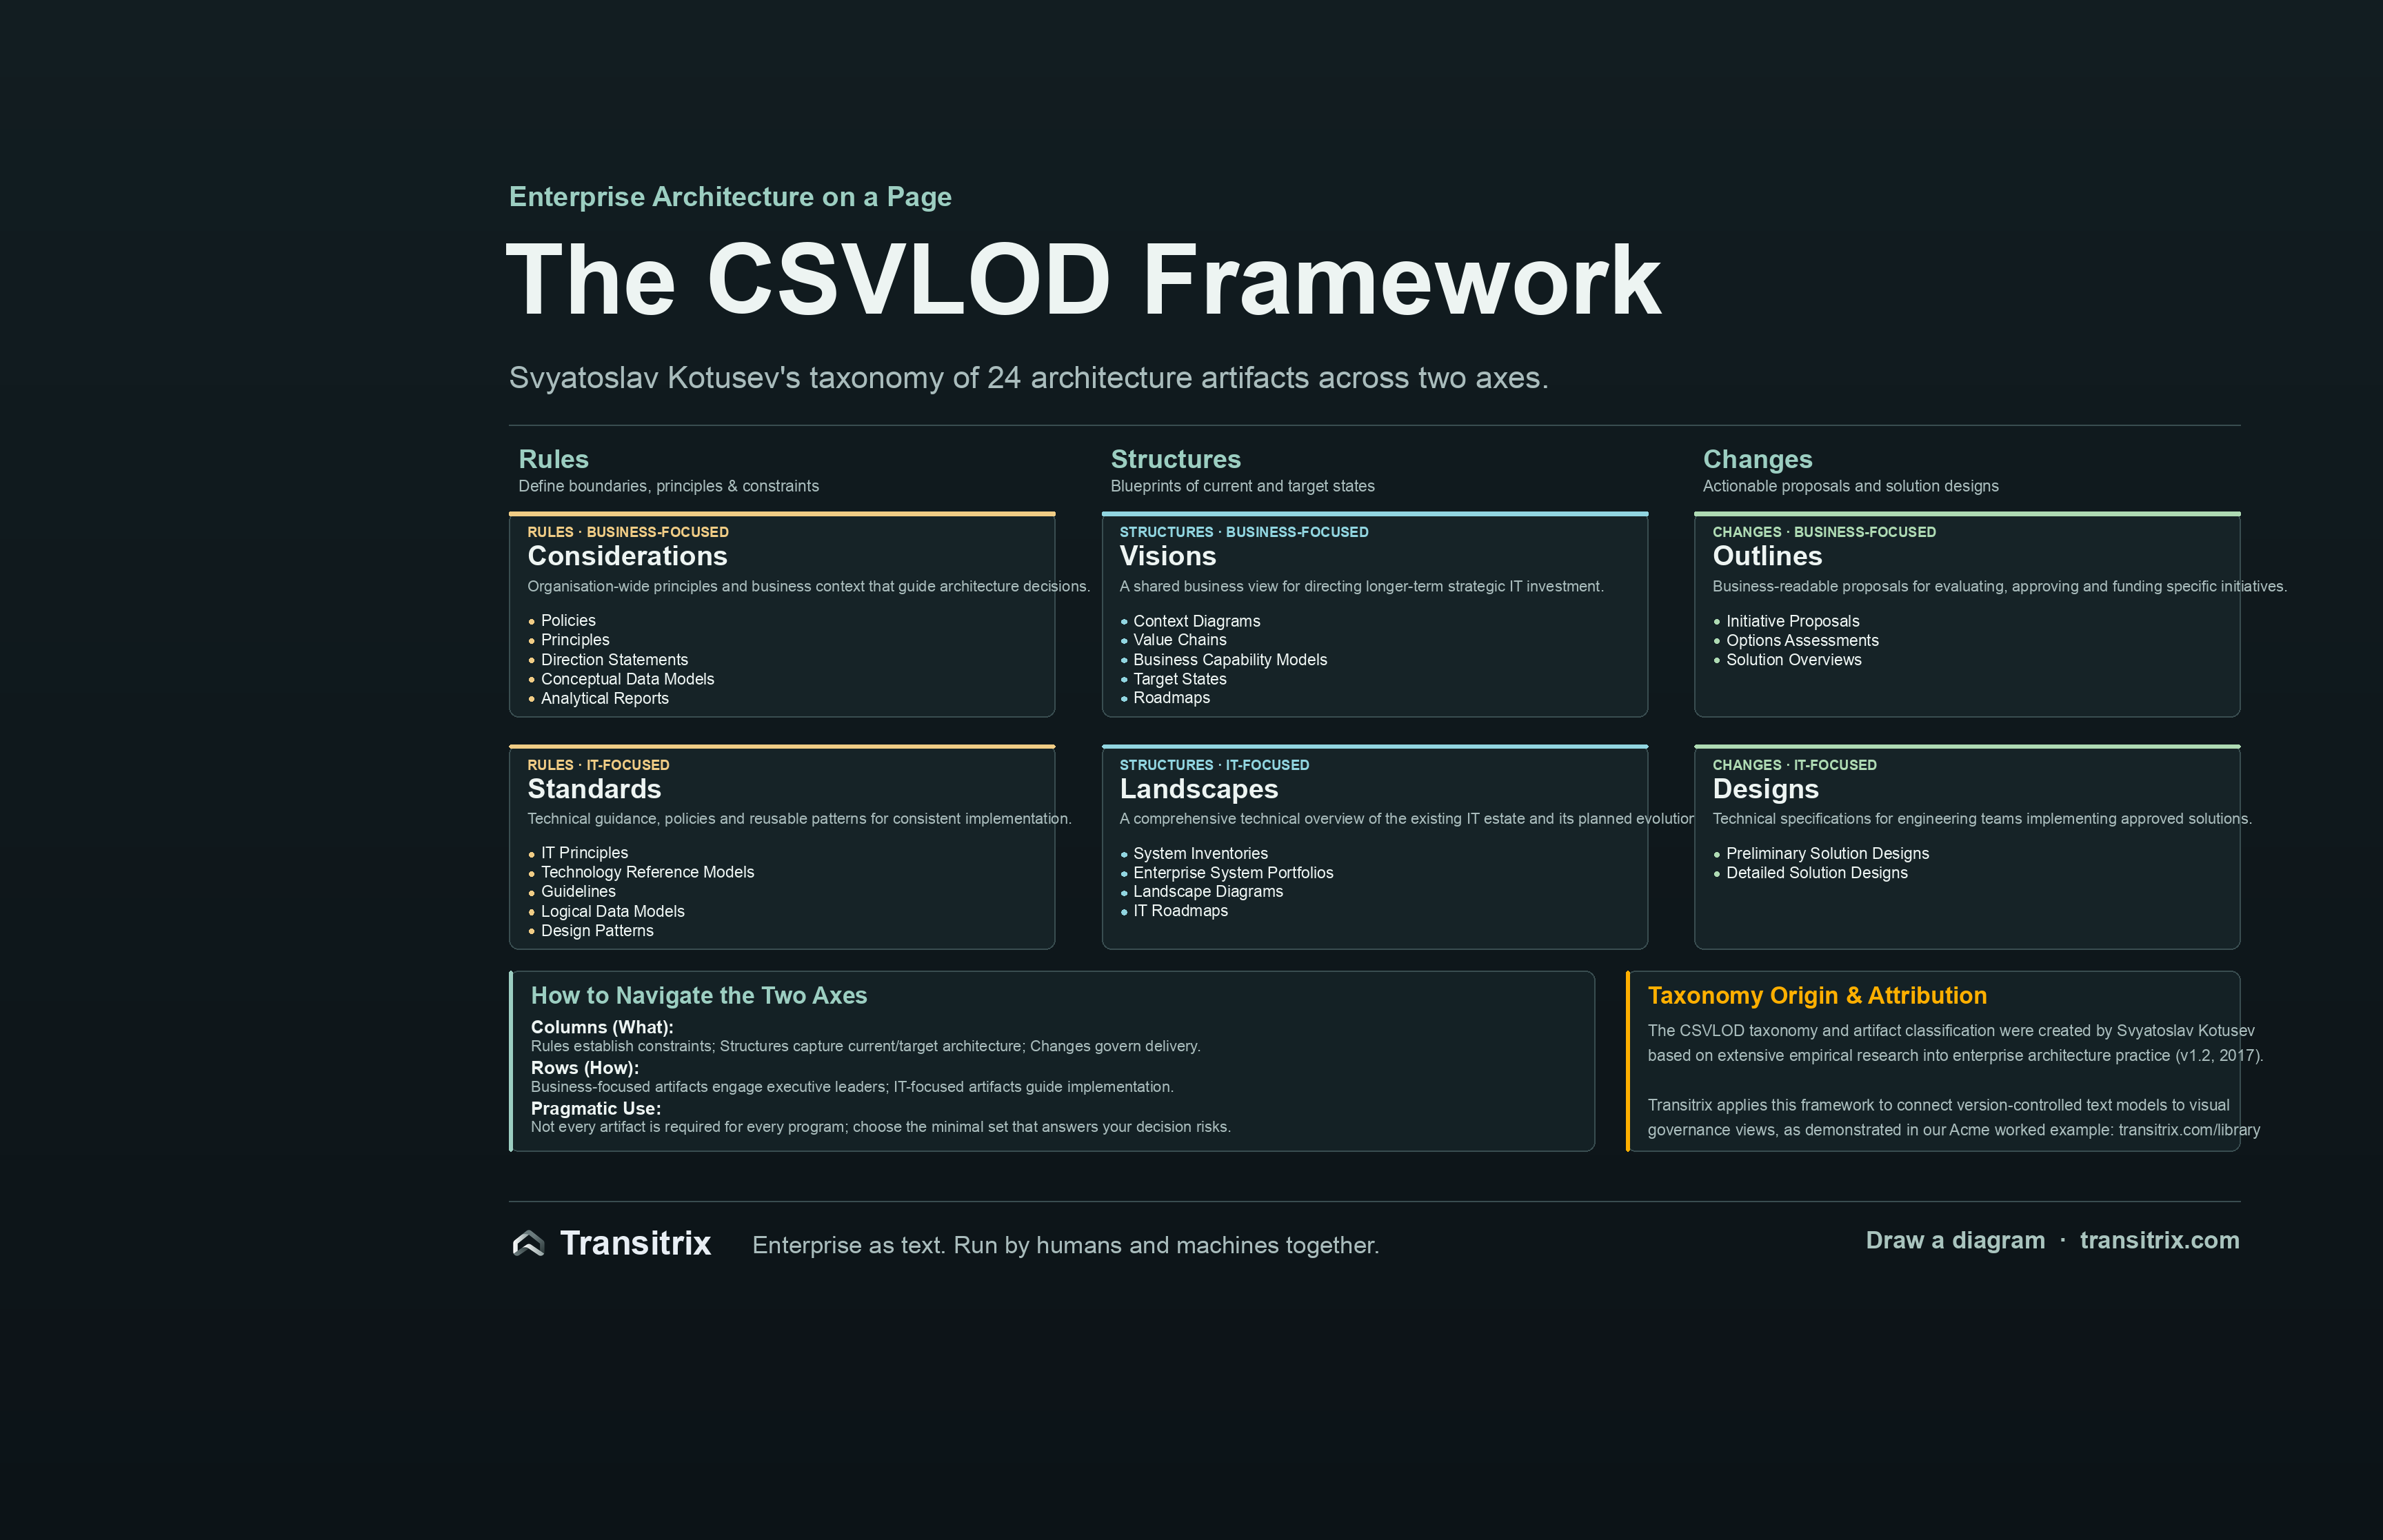 Enterprise Architecture on a Page
The CSVLOD Framework
Svyatoslav Kotusev's taxonomy of 24 architecture artifacts across two axes.
Rules
Define boundaries, principles & constraints
Structures
Blueprints of current and target states
Changes
Actionable proposals and solution designs
RULES · BUSINESS-FOCUSED
Considerations
Organisation-wide principles and business context that guide architecture decisions.
• Policies
• Principles
• Direction Statements
• Conceptual Data Models
• Analytical Reports
STRUCTURES · BUSINESS-FOCUSED
Visions
A shared business view for directing longer-term strategic IT investment.
• Context Diagrams
• Value Chains
• Business Capability Models
• Target States
• Roadmaps
CHANGES · BUSINESS-FOCUSED
Outlines
Business-readable proposals for evaluating, approving and funding specific initiatives.
• Initiative Proposals
• Options Assessments
• Solution Overviews
RULES · IT-FOCUSED
Standards
Technical guidance, policies and reusable patterns for consistent implementation.
• IT Principles
• Technology Reference Models
• Guidelines
• Logical Data Models
• Design Patterns
STRUCTURES · IT-FOCUSED
Landscapes
A comprehensive technical overview of the existing IT estate and its planned evolution
• System Inventories
• Enterprise System Portfolios
• Landscape Diagrams
• IT Roadmaps
CHANGES · IT-FOCUSED
Designs
Technical specifications for engineering teams implementing approved solutions.
• Preliminary Solution Designs
• Detailed Solution Designs
How to Navigate the Two Axes
Columns (What):
Rules establish constraints; Structures capture current/target architecture; Changes govern delivery.
Rows (How):
Business-focused artifacts engage executive leaders; IT-focused artifacts guide implementation.
Pragmatic Use:
Not every artifact is required for every program; choose the minimal set that answers your decision risks.
Taxonomy Origin & Attribution
The CSVLOD taxonomy and artifact classification were created by Svyatoslav Kotusev
based on extensive empirical research into enterprise architecture practice (v1.2, 2017).
Transitrix applies this framework to connect version-controlled text models to visual
governance views, as demonstrated in our Acme worked example: transitrix.com/library
Transitrix
Enterprise as text. Run by humans and machines together.
Draw a diagram · transitrix.com